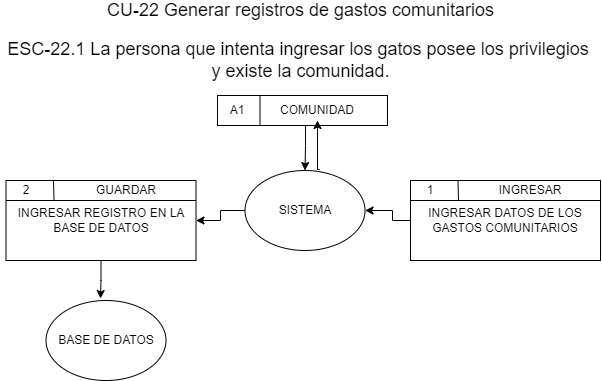 CU-22 Generar registros de gastos comunitarios
ESC-22.1 La persona que intenta ingresar los gatos posee los privilegios
y existe la comunidad.
A1
COMUNIDAD
2
GUARDAR
INGRESAR REGISTRO EN LA
BASE DE DATOS
SISTEMA
1
INGRESAR
INGRESAR DATOS DE LOS
GASTOS COMUNITARIOS
BASE DE DATOS